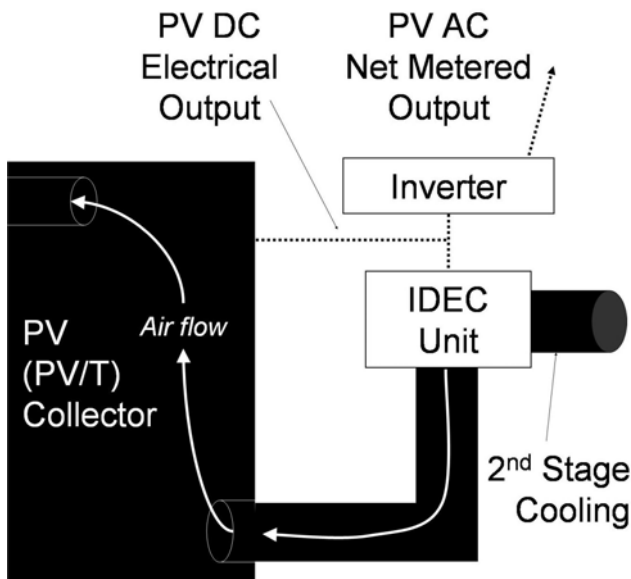 PV DC
Electrical
Output
PV AC
Net Metered
Output
Inverter
IDEC
Unit
Air flow
PV
(PV/T)
Collector
2nd Stage
Cooling